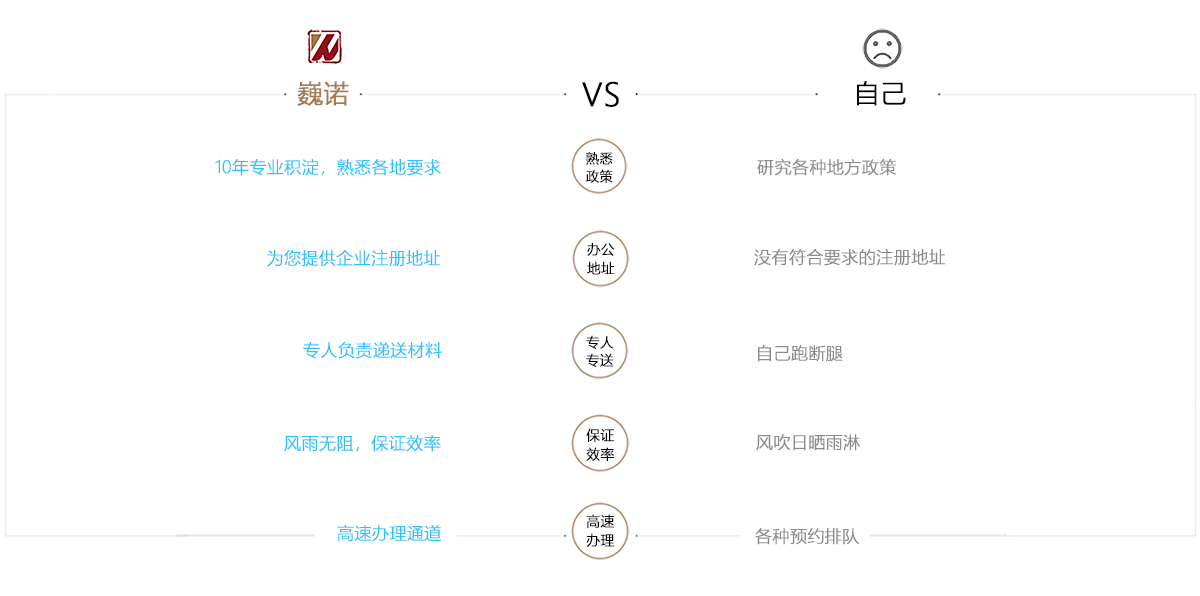 巍诺
VS
自己
10年专业积淀，熟悉各地要求
熟悉
政策
研究各种地方政策
为您提供企业注册地址
办公
地址
没有符合要求的注册地址
专人负责递送材料
专人
专送
自己跑断腿
风雨无阻，保证效率
保证
效率
风吹日晒雨淋
高速办理通道
高速
办理
各种预约排队